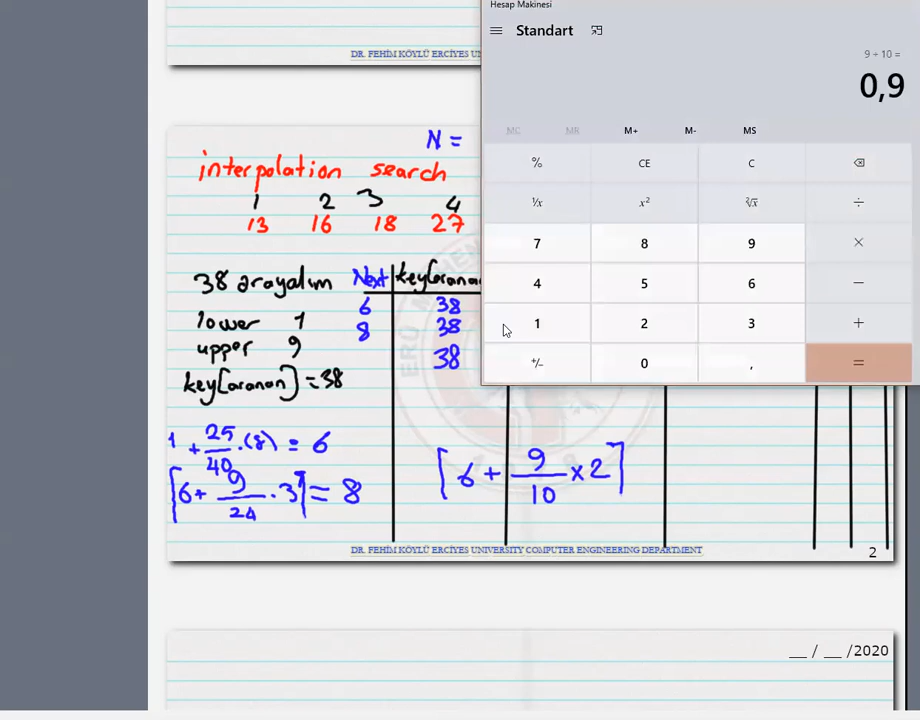 Hesap Makinesi
Standart
9 ÷ 10 =
0,9
MC MR M+ M- MS
% CE C
⅟x x² ²√x ÷
7 8 9 ×
4 5 6 −
1 2 3 +
+/- 0 , =
N =
interpolation search
1 2 3 4
13 16 18 27
38 arayalım
Next key[aranan
6 38
8 38
38
lower 1
upper 9
key[aranan] = 38
1 + 25/40 · (8) = 6
⌈6 + 9/24 · 3⌉ = 8
⌈6 + 9/10 × 2⌉
DR. FEHİM KÖYLÜ ERCİYES UNIVERSITY COMPUTER ENGINEERING DEPARTMENT
2
DR. FEHİM KÖYLÜ ERCİYES UN
__ / __ /2020